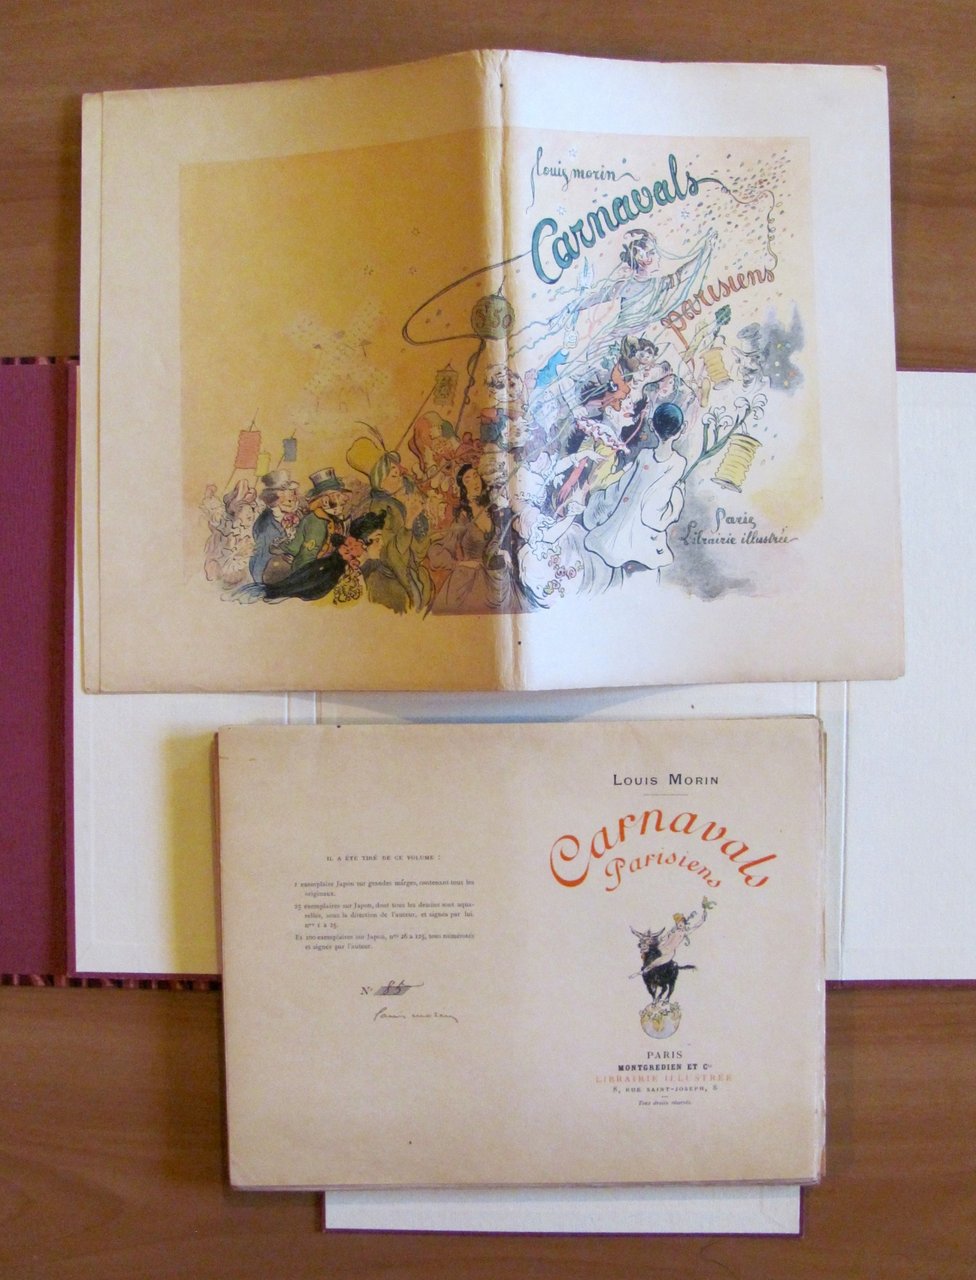 louis morin
Carnavals
parisiens
Paris
Librairie illustrée
IL A ÉTÉ TIRÉ DE CE VOLUME :
1 exemplaire Japon sur grandes marges, contenant tous les
originaux.
25 exemplaires sur Japon, dont tous les dessins sont aqua-
rellés, sous la direction de l'auteur, et signés par lui
nos 1 à 25.
Et 100 exemplaires sur Japon, nos 26 à 125, tous numérotés
et signés par l'auteur.
No 85
Louis Morin
LOUIS MORIN
Carnavals
Parisiens
PARIS
MONTGREDIEN ET Cie
LIBRAIRIE ILLUSTRÉE
8, RUE SAINT-JOSEPH, 8
Tous droits réservés.